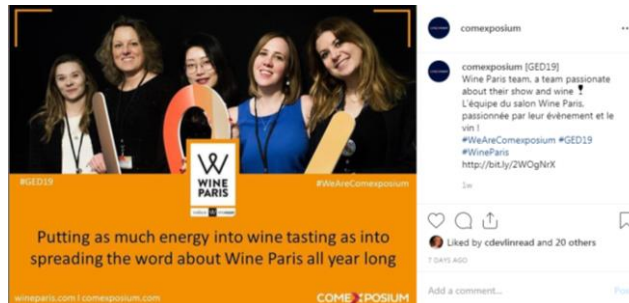 #GED19
W
WINE
PARIS
#WeAreComexposium
Putting as much energy into wine tasting as into
spreading the word about Wine Paris all year long
wineparis.com I comexposium.com
COMEXPOSIUM
comexposium
comexposium [GED19]
Wine Paris team, a team passionate
about their show and wine
L'équipe du salon Wine Paris,
passionnée par leur évènement et le
vin !
#WeAreComexposium #GED19
#WineParis
http://bit.ly/2WOgNrX
1w
Liked by cdevlinread and 20 others
7 DAYS AGO
Add a comment...